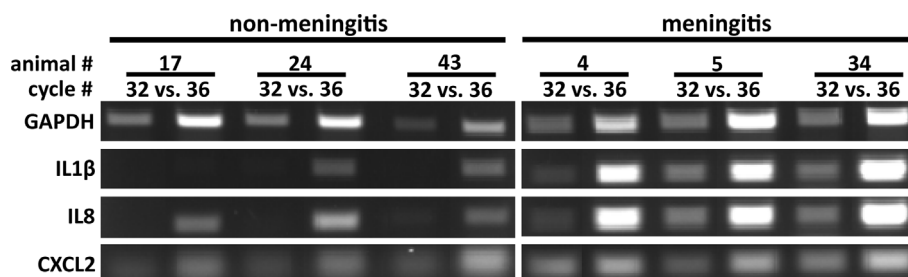 non-meningitis meningitis
animal # 17 24 43 4 5 34
cycle # 32 vs. 36 32 vs. 36 32 vs. 36 32 vs. 36 32 vs. 36 32 vs. 36
GAPDH
IL1β
IL8
CXCL2